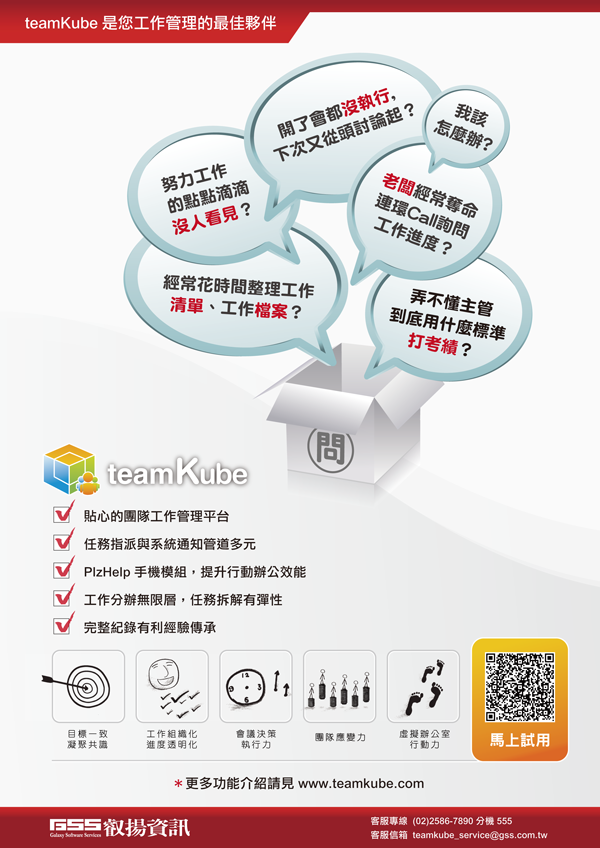 teamKube 是您工作管理的最佳夥伴
開了會都沒執行，
下次又從頭討論起？
我該
怎麼辦?
努力工作
的點點滴滴
沒人看見？
老闆經常奪命
連環Call詢問
工作進度？
經常花時間整理工作
清單、工作檔案？
弄不懂主管
到底用什麼標準
打考績？
問
teamKube
貼心的團隊工作管理平台
任務指派與系統通知管道多元
PlzHelp 手機模組，提升行動辦公效能
工作分辦無限層，任務拆解有彈性
完整紀錄有利經驗傳承
12
3
6
9
目標一致
凝聚共識
工作組織化
進度透明化
會議決策
執行力
團隊應變力
虛擬辦公室
行動力
馬上試用
＊更多功能介紹請見 www.teamkube.com
GSS 叡揚資訊
Galaxy Software Services
客服專線 (02)2586-7890 分機 555
客服信箱 teamkube_service@gss.com.tw